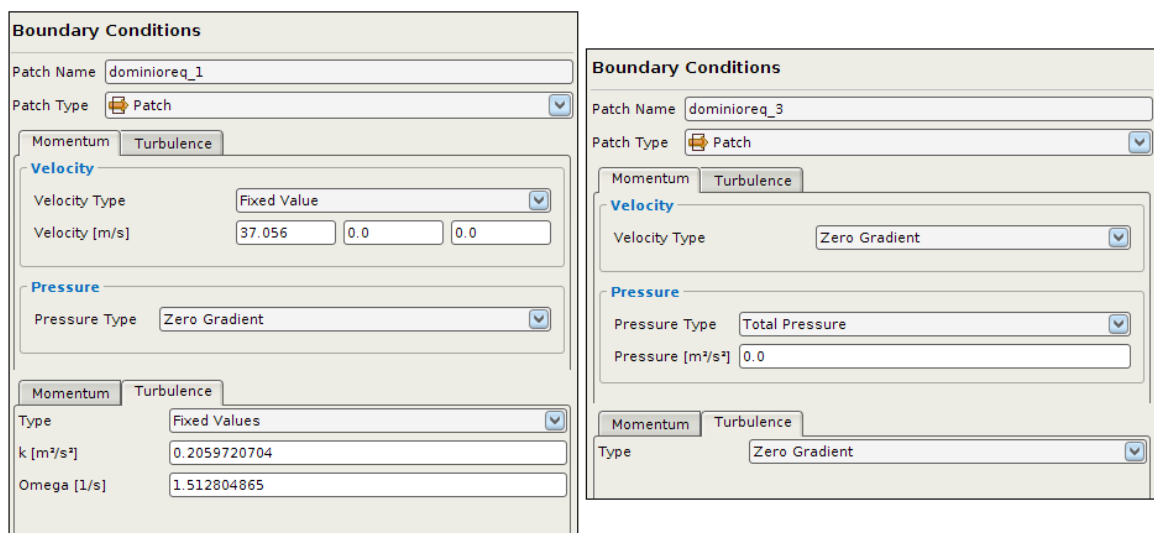 Boundary Conditions
Patch Name dominioreq_1
Patch Type Patch
Momentum Turbulence
Velocity
Velocity Type Fixed Value
Velocity [m/s] 37.056 0.0 0.0
Pressure
Pressure Type Zero Gradient
Momentum Turbulence
Type Fixed Values
k [m²/s²] 0.2059720704
Omega [1/s] 1.512804865
Boundary Conditions
Patch Name dominioreq_3
Patch Type Patch
Momentum Turbulence
Velocity
Velocity Type Zero Gradient
Pressure
Pressure Type Total Pressure
Pressure [m²/s²] 0.0
Momentum Turbulence
Type Zero Gradient